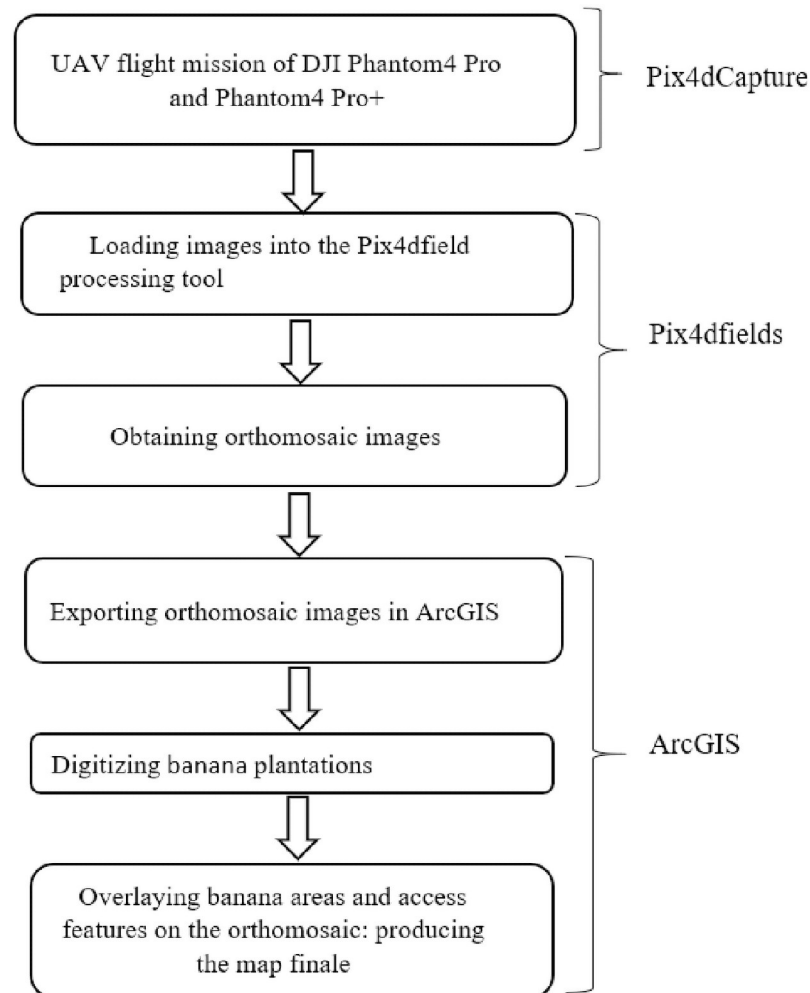 UAV flight mission of DJI Phantom4 Pro
and Phantom4 Pro+
Pix4dCapture
Loading images into the Pix4dfield
processing tool
Pix4dfields
Obtaining orthomosaic images
Exporting orthomosaic images in ArcGIS
Digitizing banana plantations
ArcGIS
Overlaying banana areas and access
features on the orthomosaic: producing
the map finale